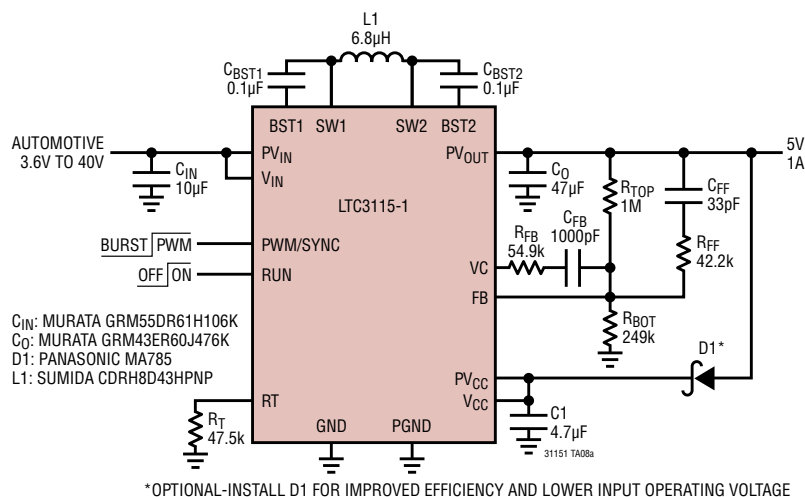 L1
6.8µH
CBST1
0.1µF
CBST2
0.1µF
BST1 SW1 SW2 BST2
AUTOMOTIVE
3.6V TO 40V
CIN
10µF
PVIN
VIN
LTC3115-1
PVOUT
5V
1A
CO
47µF
RTOP
1M
CFF
33pF
RFB
54.9k
CFB
1000pF
RFF
42.2k
BURST PWM
PWM/SYNC
OFF ON
RUN
VC
FB
RBOT
249k
CIN: MURATA GRM55DR61H106K
CO: MURATA GRM43ER60J476K
D1: PANASONIC MA785
L1: SUMIDA CDRH8D43HPNP
D1*
PVCC
VCC
RT
RT
47.5k
GND PGND
C1
4.7µF
31151 TA08a
*OPTIONAL-INSTALL D1 FOR IMPROVED EFFICIENCY AND LOWER INPUT OPERATING VOLTAGE